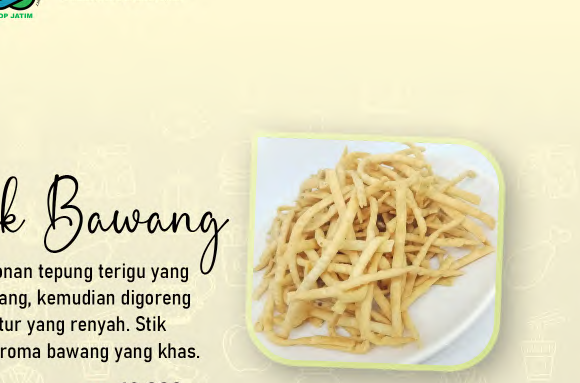 OP JATIM
k Bawang
onan tepung terigu yang
ang, kemudian digoreng
tur yang renyah. Stik
roma bawang yang khas.